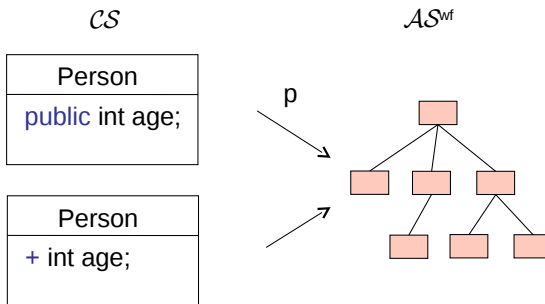 CS
ASwf
Person
public int age;
p
Person
+ int age;